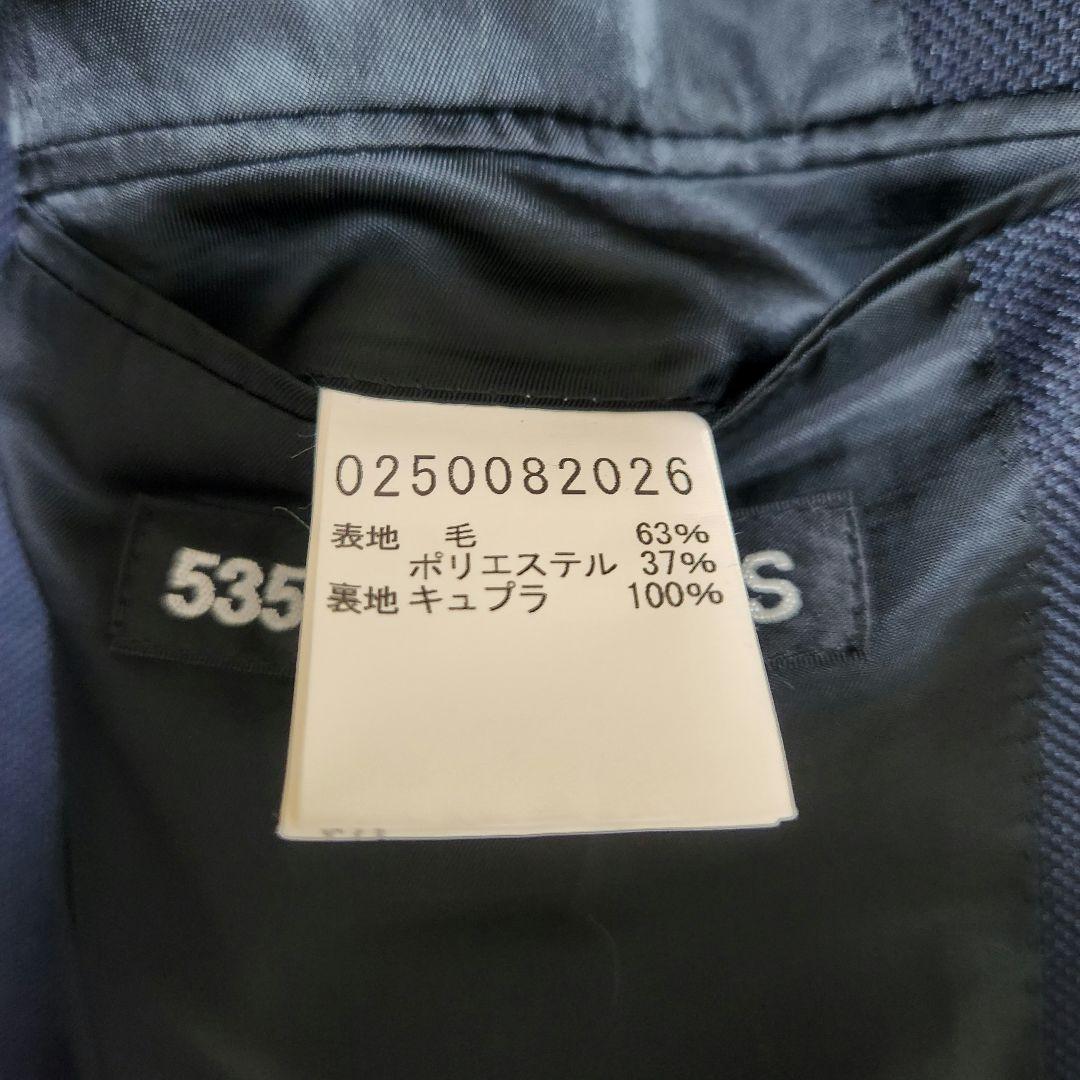 0250082026
表地 毛 63%
ポリエステル 37%
裏地 キュプラ 100%
535 S